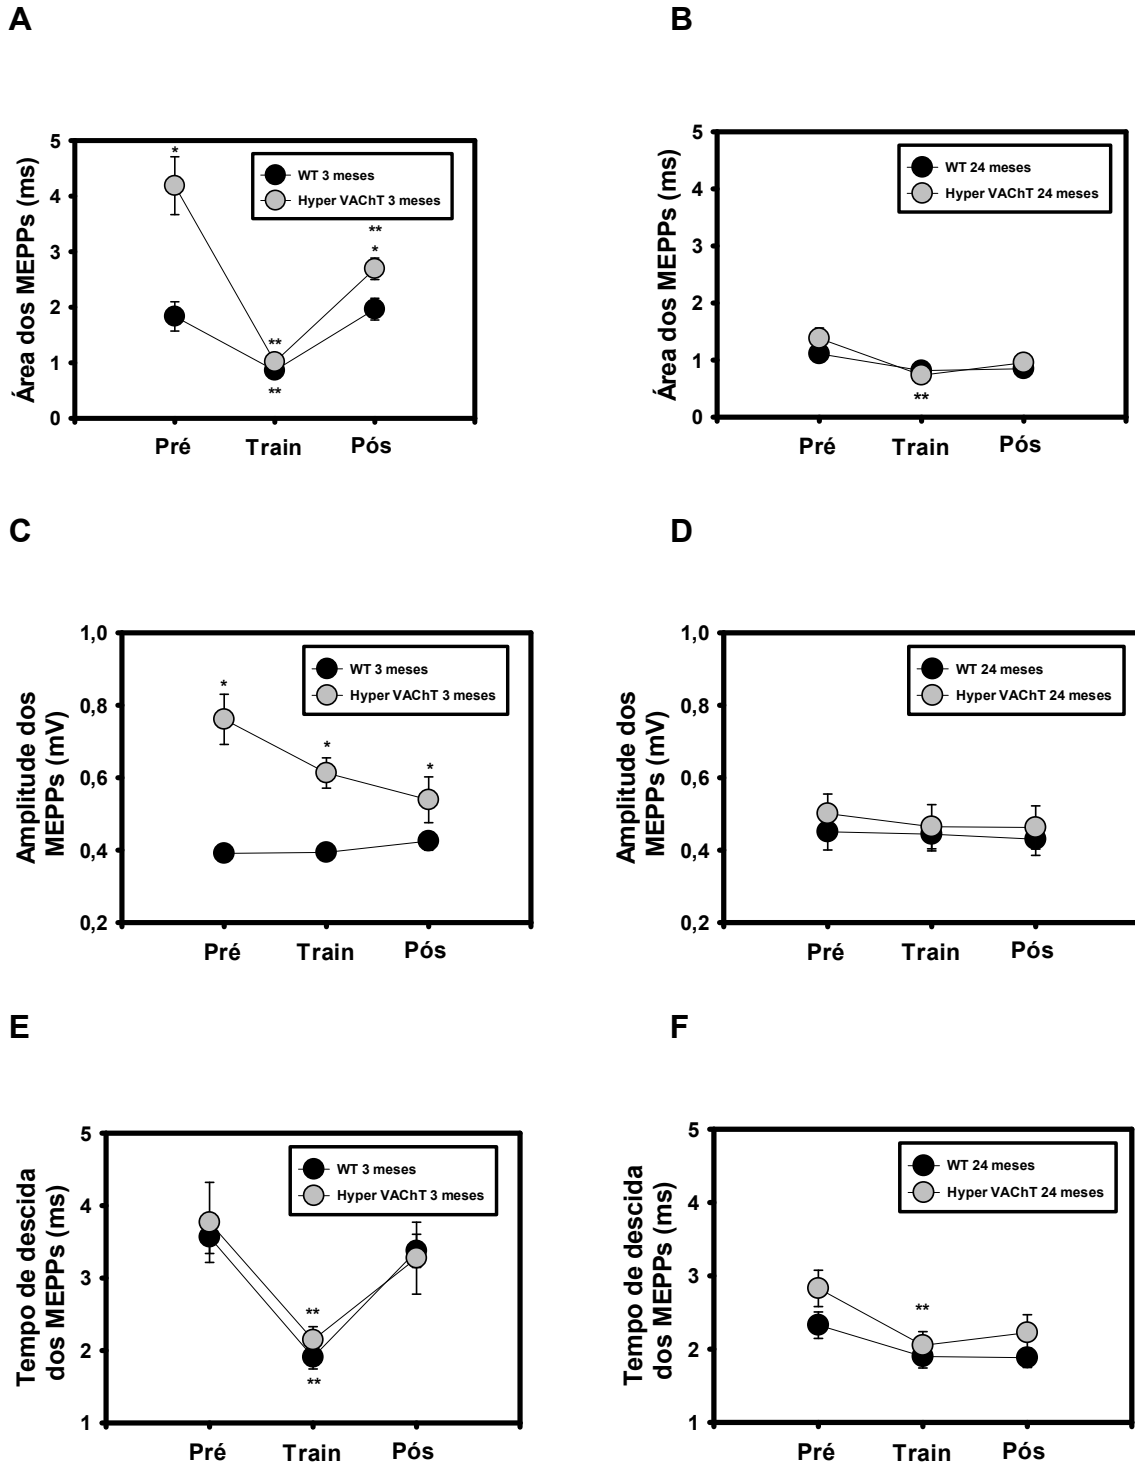 A
Área dos MEPPs (ms)
5
4
3
2
1
0
WT 3 meses
Hyper VAChT 3 meses
*
**
**
**
*
Pré
Train
Pós
B
Área dos MEPPs (ms)
5
4
3
2
1
0
WT 24 meses
Hyper VAChT 24 meses
**
Pré
Train
Pós
C
Amplitude dos
MEPPs (mV)
1,0
0,8
0,6
0,4
0,2
WT 3 meses
Hyper VAChT 3 meses
*
*
*
Pré
Train
Pós
D
Amplitude dos
MEPPs (mV)
1,0
0,8
0,6
0,4
0,2
WT 24 meses
Hyper VAChT 24 meses
Pré
Train
Pós
E
Tempo de descida
dos MEPPs (ms)
5
4
3
2
1
WT 3 meses
Hyper VAChT 3 meses
**
**
Pré
Train
Pós
F
Tempo de descida
dos MEPPs (ms)
5
4
3
2
1
WT 24 meses
Hyper VAChT 24 meses
**
Pré
Train
Pós